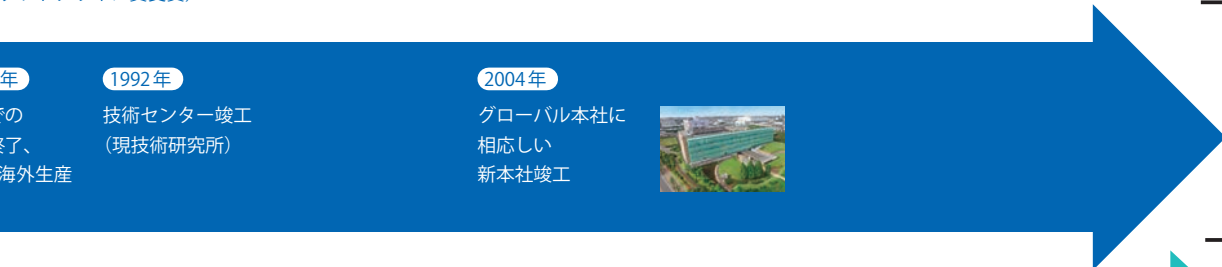 年
1992年
2004年
での
終了、
海外生産
技術センター竣工
（現技術研究所）
グローバル本社に
相応しい
新本社竣工